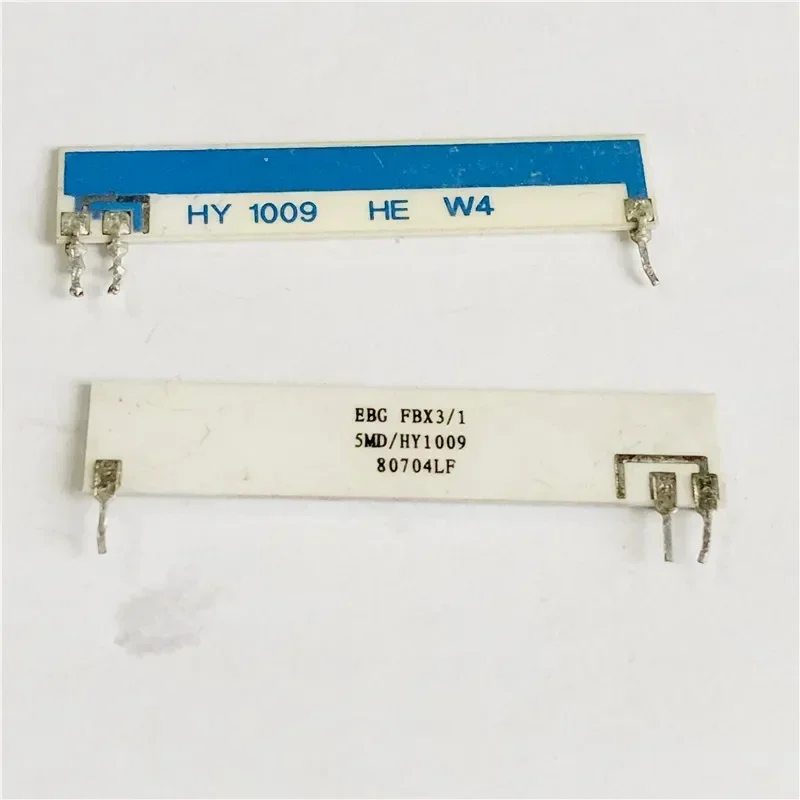 HY 1009 HE W4
EBG FBX3/1
5MD/HY1009
80704LF